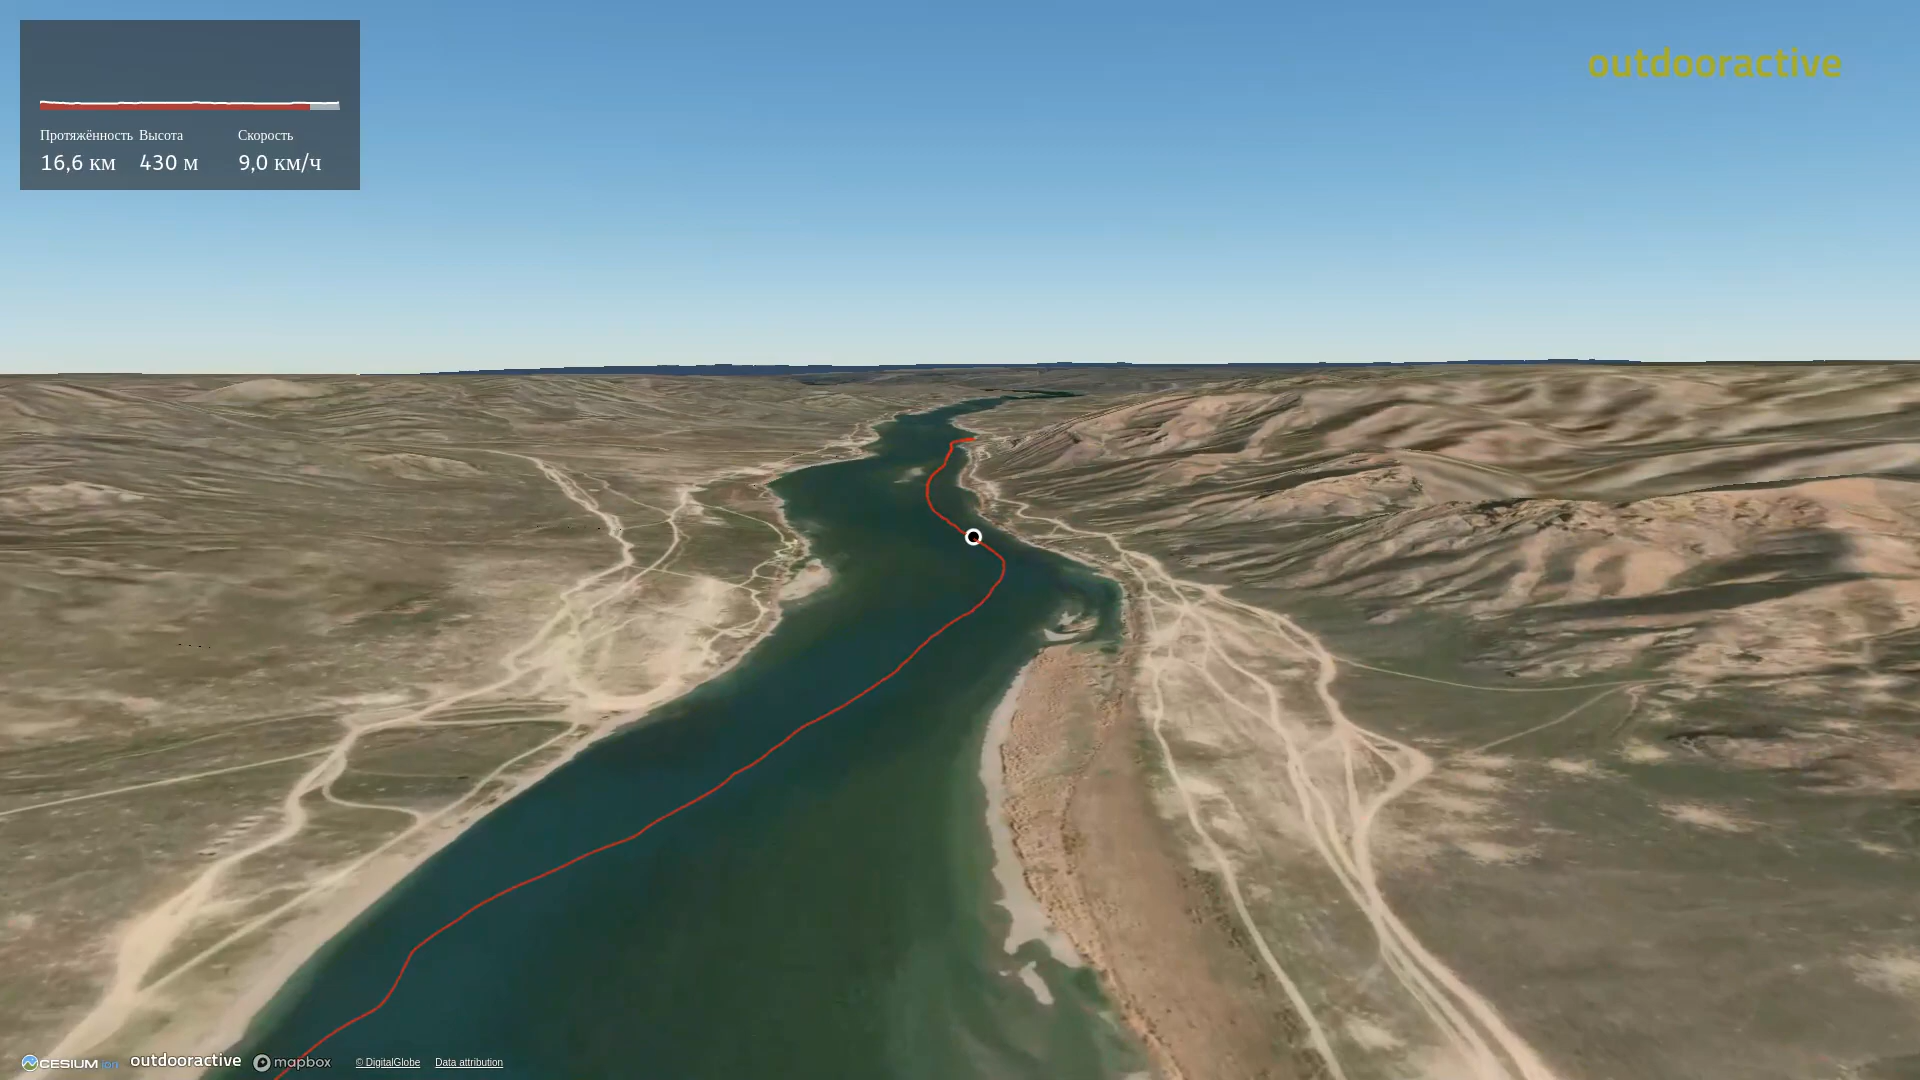 outdooractive
Протяжённость Высота Скорость
16,6 км 430 м 9,0 км/ч
CESIUM ion outdooractive mapbox © DigitalGlobe Data attribution